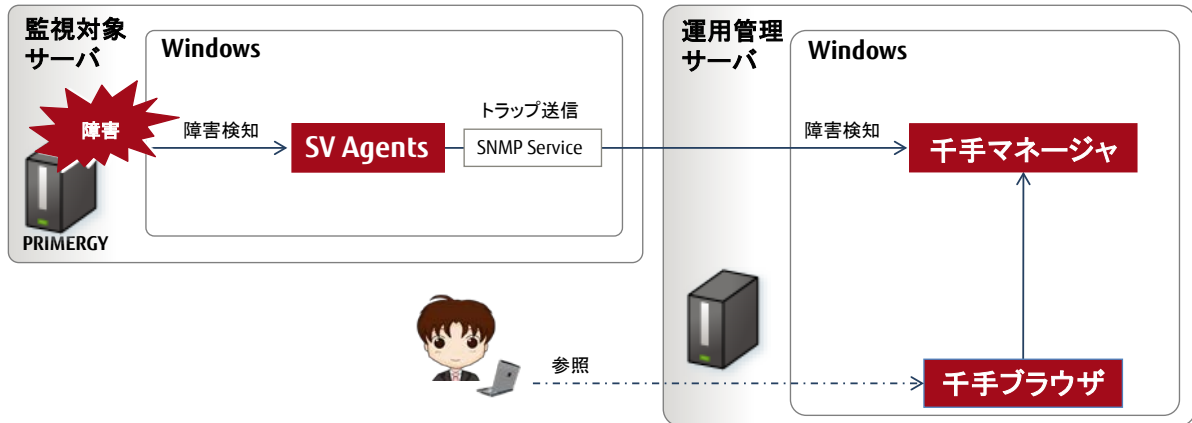 監視対象
サーバ
Windows
障害
障害検知
SV Agents
トラップ送信
SNMP Service
PRIMERGY
運用管理
サーバ
Windows
障害検知
千手マネージャ
参照
千手ブラウザ